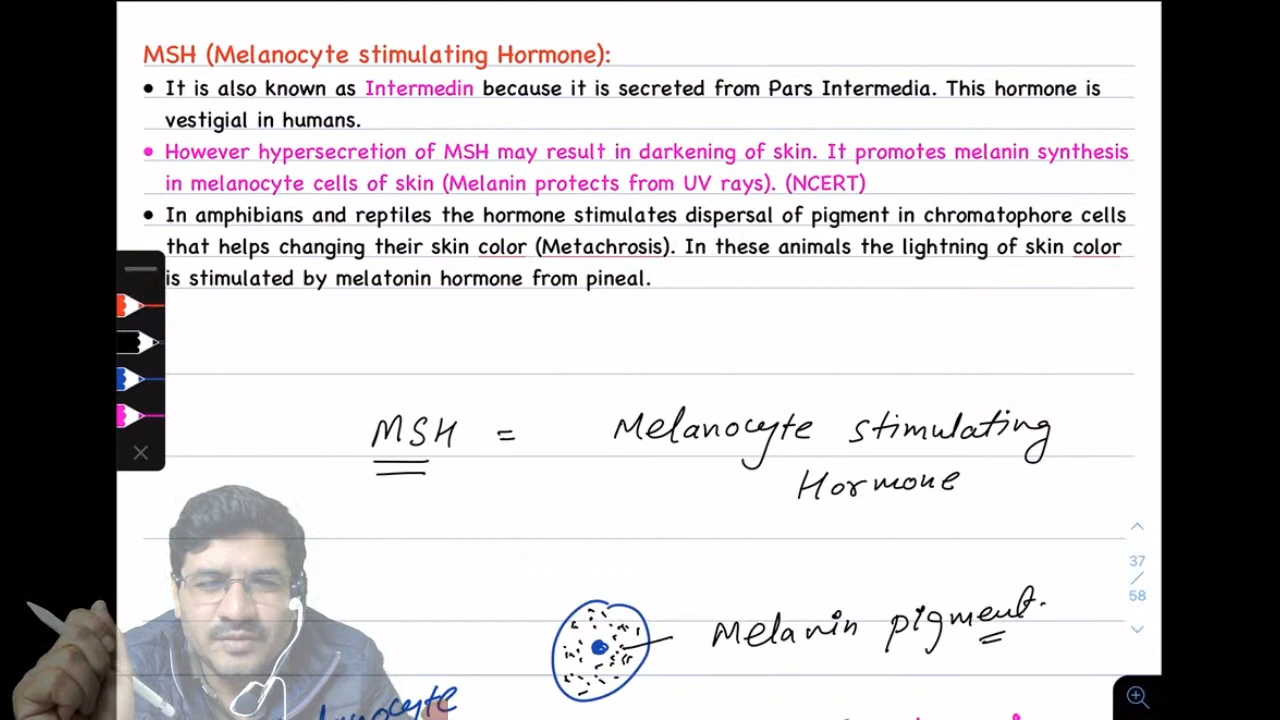 MSH (Melanocyte stimulating Hormone):
• It is also known as Intermedin because it is secreted from Pars Intermedia. This hormone is
vestigial in humans.
• However hypersecretion of MSH may result in darkening of skin. It promotes melanin synthesis
in melanocyte cells of skin (Melanin protects from UV rays). (NCERT)
• In amphibians and reptiles the hormone stimulates dispersal of pigment in chromatophore cells
that helps changing their skin color (Metachrosis). In these animals the lightning of skin color
is stimulated by melatonin hormone from pineal.
MSH = Melanocyte stimulating
Hormone
37
/
58
Melanin pigment.